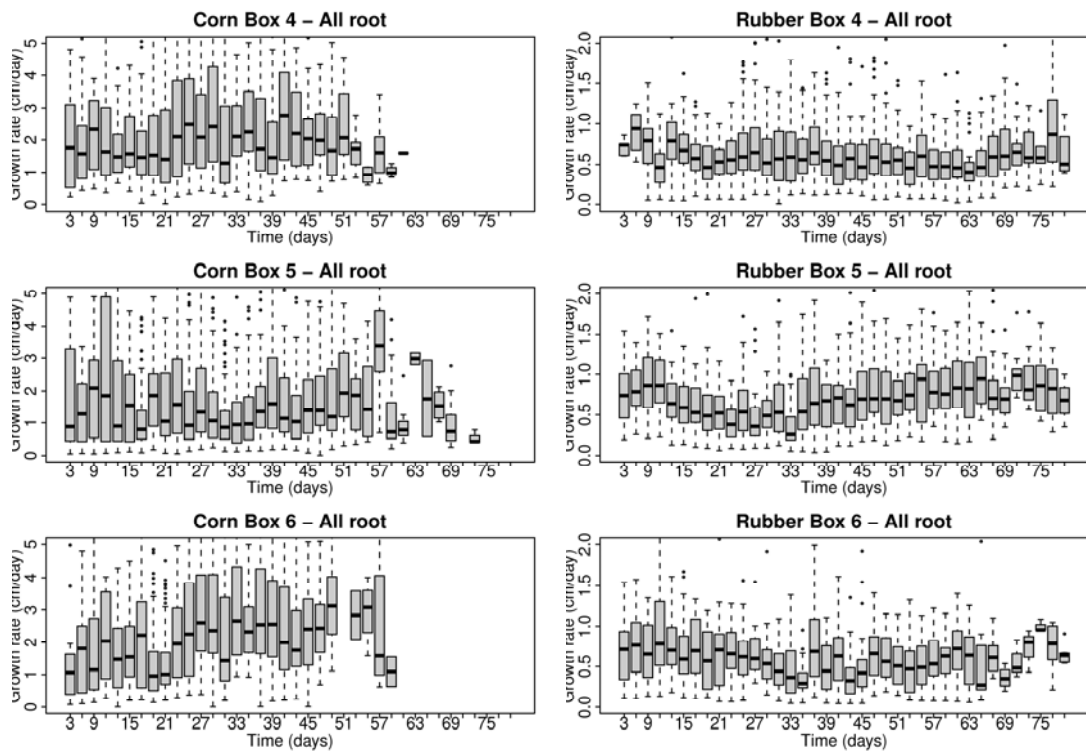 Corn Box 4 – All root
Growth rate (cm/day)
0 1 2 3 4 5
3 9 15 21 27 33 39 45 51 57 63 69 75
Time (days)
Rubber Box 4 – All root
Growth rate (cm/day)
0.0 0.5 1.0 1.5 2.0
3 9 15 21 27 33 39 45 51 57 63 69 75
Time (days)
Corn Box 5 – All root
Growth rate (cm/day)
0 1 2 3 4 5
3 9 15 21 27 33 39 45 51 57 63 69 75
Time (days)
Rubber Box 5 – All root
Growth rate (cm/day)
0.0 0.5 1.0 1.5 2.0
3 9 15 21 27 33 39 45 51 57 63 69 75
Time (days)
Corn Box 6 – All root
Growth rate (cm/day)
0 1 2 3 4 5
3 9 15 21 27 33 39 45 51 57 63 69 75
Time (days)
Rubber Box 6 – All root
Growth rate (cm/day)
0.0 0.5 1.0 1.5 2.0
3 9 15 21 27 33 39 45 51 57 63 69 75
Time (days)